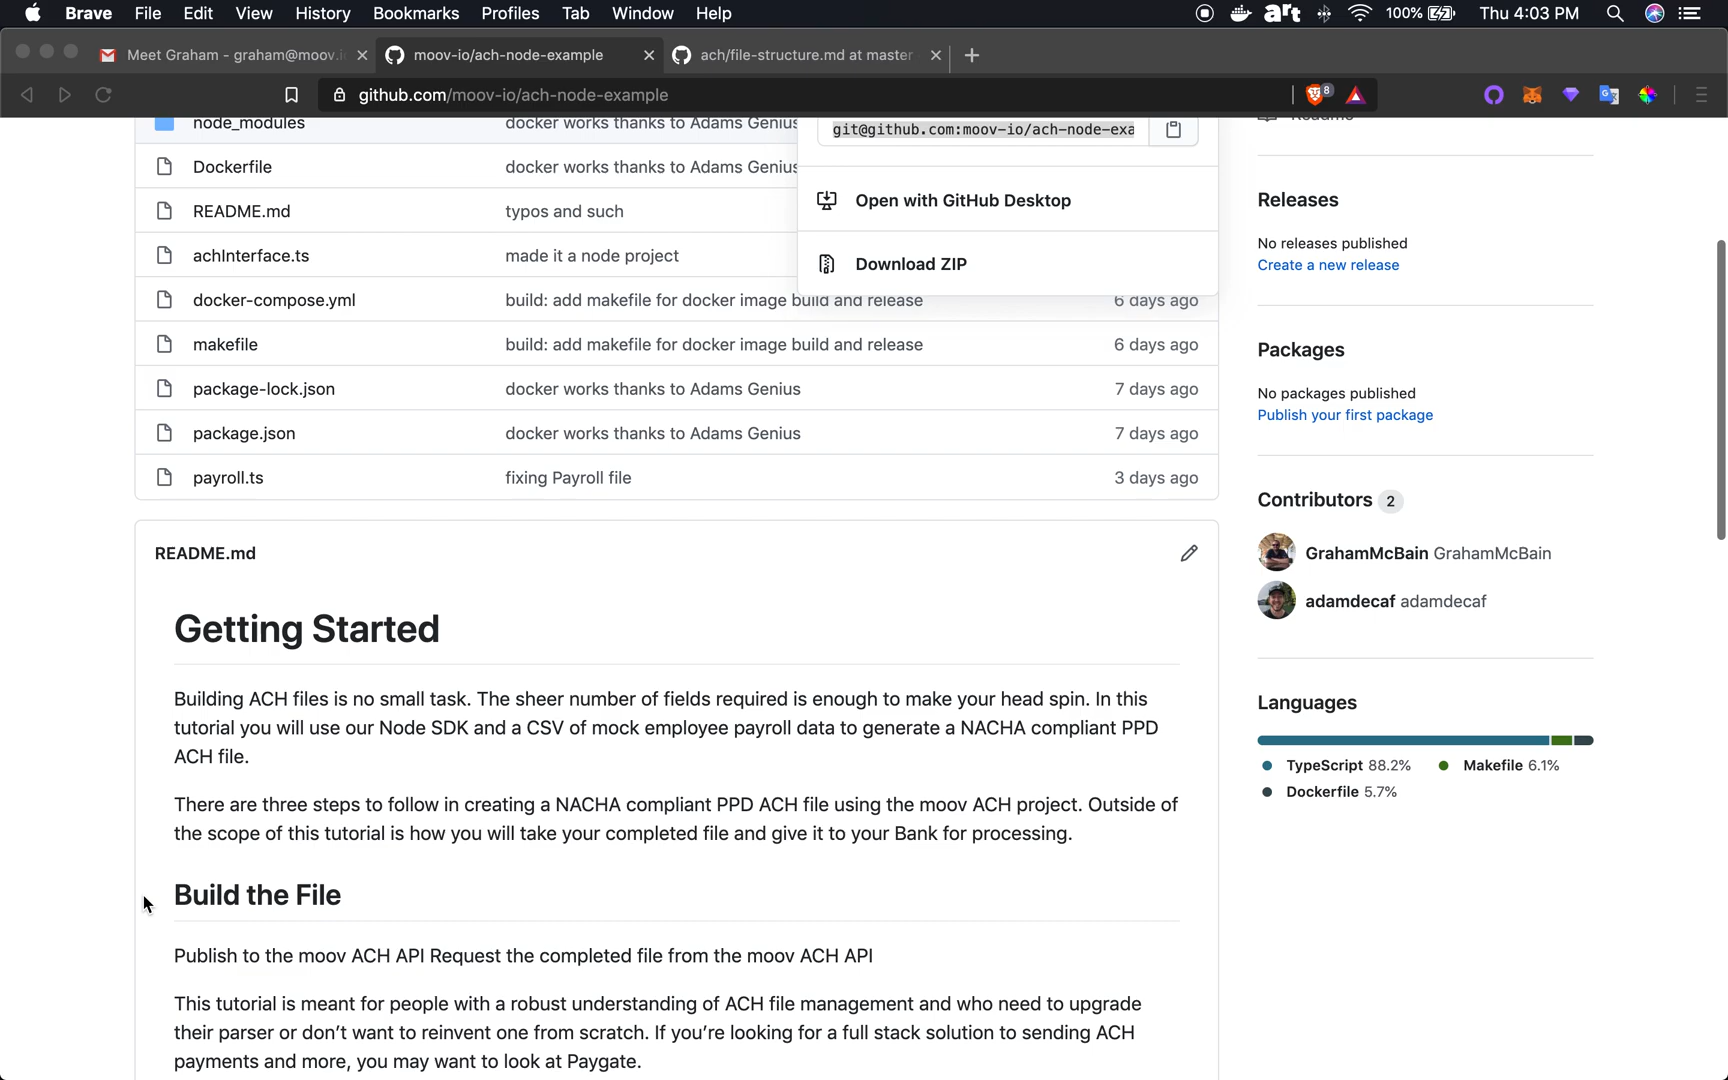 Brave File Edit View History Bookmarks Profiles Tab Window Help art 100% Thu 4:03 PM
Meet Graham - graham@moov.i moov-io/ach-node-example ach/file-structure.md at master
github.com/moov-io/ach-node-example 8
node_modules docker works thanks to Adams Genius git@github.com:moov-io/ach-node-exa Readme
Dockerfile docker works thanks to Adams Genius
Open with GitHub Desktop
Releases
README.md typos and such
No releases published
achInterface.ts made it a node project Download ZIP
Create a new release
docker-compose.yml build: add makefile for docker image build and release 6 days ago
makefile build: add makefile for docker image build and release 6 days ago
Packages
package-lock.json docker works thanks to Adams Genius 7 days ago
No packages published
Publish your first package
package.json docker works thanks to Adams Genius 7 days ago
payroll.ts fixing Payroll file 3 days ago
Contributors 2
README.md
GrahamMcBain GrahamMcBain
adamdecaf adamdecaf
Getting Started
Building ACH files is no small task. The sheer number of fields required is enough to make your head spin. In this
tutorial you will use our Node SDK and a CSV of mock employee payroll data to generate a NACHA compliant PPD
ACH file.
Languages
TypeScript 88.2% Makefile 6.1%
Dockerfile 5.7%
There are three steps to follow in creating a NACHA compliant PPD ACH file using the moov ACH project. Outside of
the scope of this tutorial is how you will take your completed file and give it to your Bank for processing.
Build the File
Publish to the moov ACH API Request the completed file from the moov ACH API
This tutorial is meant for people with a robust understanding of ACH file management and who need to upgrade
their parser or don't want to reinvent one from scratch. If you're looking for a full stack solution to sending ACH
payments and more, you may want to look at Paygate.